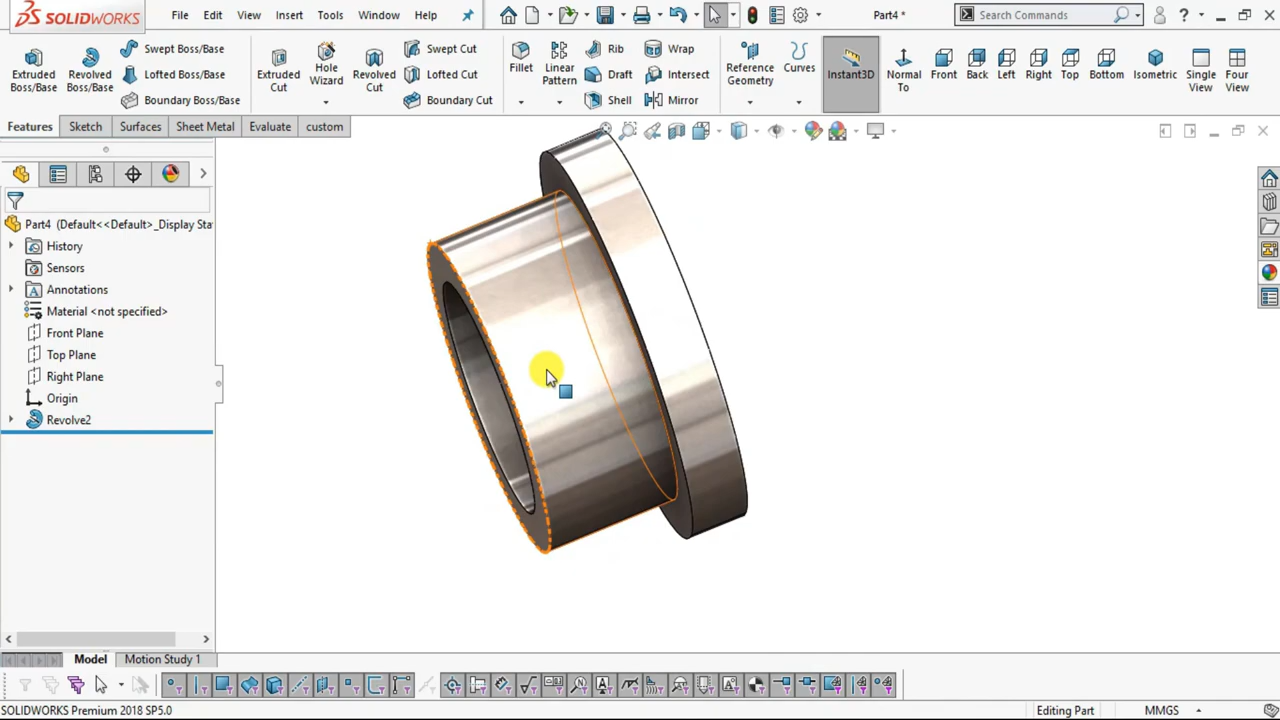 SOLIDWORKS File Edit View Insert Tools Window Help Part4 * Search Commands ?
Extruded Boss/Base
Revolved Boss/Base
Swept Boss/Base
Lofted Boss/Base
Boundary Boss/Base
Extruded Cut
Hole Wizard
Revolved Cut
Swept Cut
Lofted Cut
Boundary Cut
Fillet
Linear Pattern
Rib
Draft
Shell
Wrap
Intersect
Mirror
Reference Geometry
Curves
Instant3D
Normal To
Front
Back
Left
Right
Top
Bottom
Isometric
Single View
Four View
Features Sketch Surfaces Sheet Metal Evaluate custom
Part4 (Default<<Default>_Display Sta
History
Sensors
Annotations
Material <not specified>
Front Plane
Top Plane
Right Plane
Origin
Revolve2
Model Motion Study 1
SOLIDWORKS Premium 2018 SP5.0 Editing Part MMGS